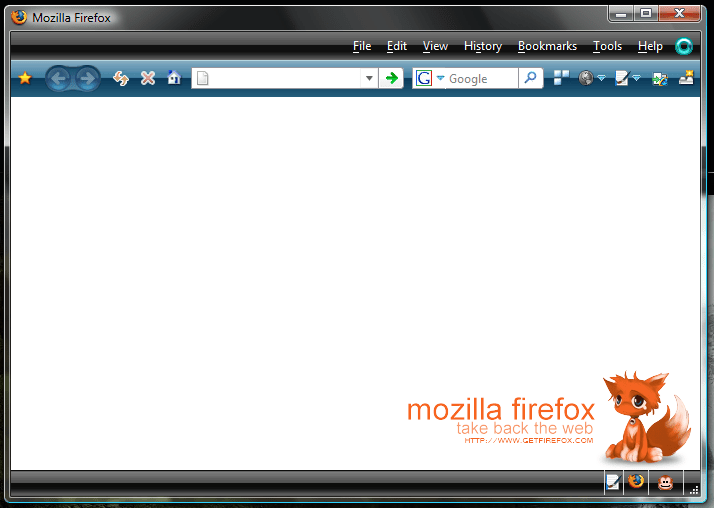 Mozilla Firefox
File Edit View History Bookmarks Tools Help
G Google
mozilla firefox
take back the web
HTTP://WWW.GETFIREFOX.COM